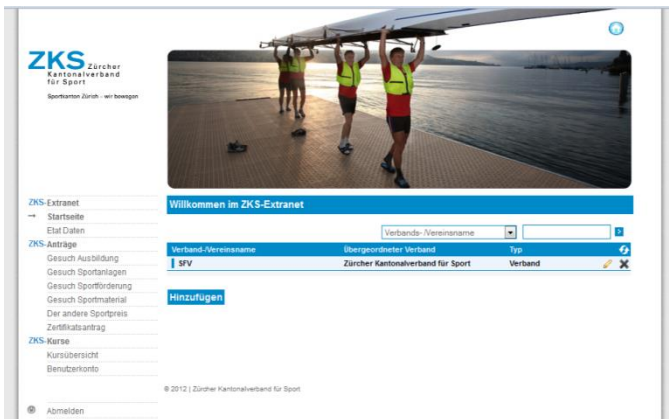 ZKS Zürcher
Kantonalverband
für Sport
Sportkanton Zürich - wir bewegen
ZKS-Extranet
→ Startseite
Etat Daten
ZKS-Anträge
Gesuch Ausbildung
Gesuch Sportanlagen
Gesuch Sportförderung
Gesuch Sportmaterial
Der andere Sportpreis
Zertifikatsantrag
ZKS-Kurse
Kursübersicht
Benutzerkonto
Abmelden
Willkommen im ZKS-Extranet
Verbands- /Vereinsname
Verband-/Vereinsname Übergeordneter Verband Typ
SFV Zürcher Kantonalverband für Sport Verband
Hinzufügen
© 2012 | Zürcher Kantonalverband für Sport